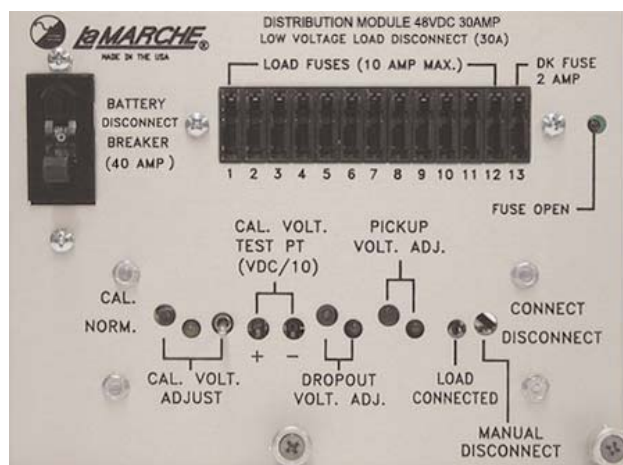 DISTRIBUTION MODULE 48VDC 30AMP
LOW VOLTAGE LOAD DISCONNECT (30A)
laMARCHE®
MADE IN THE USA
LOAD FUSES (10 AMP MAX.)
DK FUSE
2 AMP
BATTERY
DISCONNECT
BREAKER
(40 AMP)
1 2 3 4 5 6 7 8 9 10 11 12 13
FUSE OPEN
CAL. VOLT.
TEST PT
(VDC/10)
PICKUP
VOLT. ADJ.
CAL.
NORM.
CONNECT
DISCONNECT
+ −
CAL. VOLT.
ADJUST
DROPOUT
VOLT. ADJ.
LOAD
CONNECTED
MANUAL
DISCONNECT